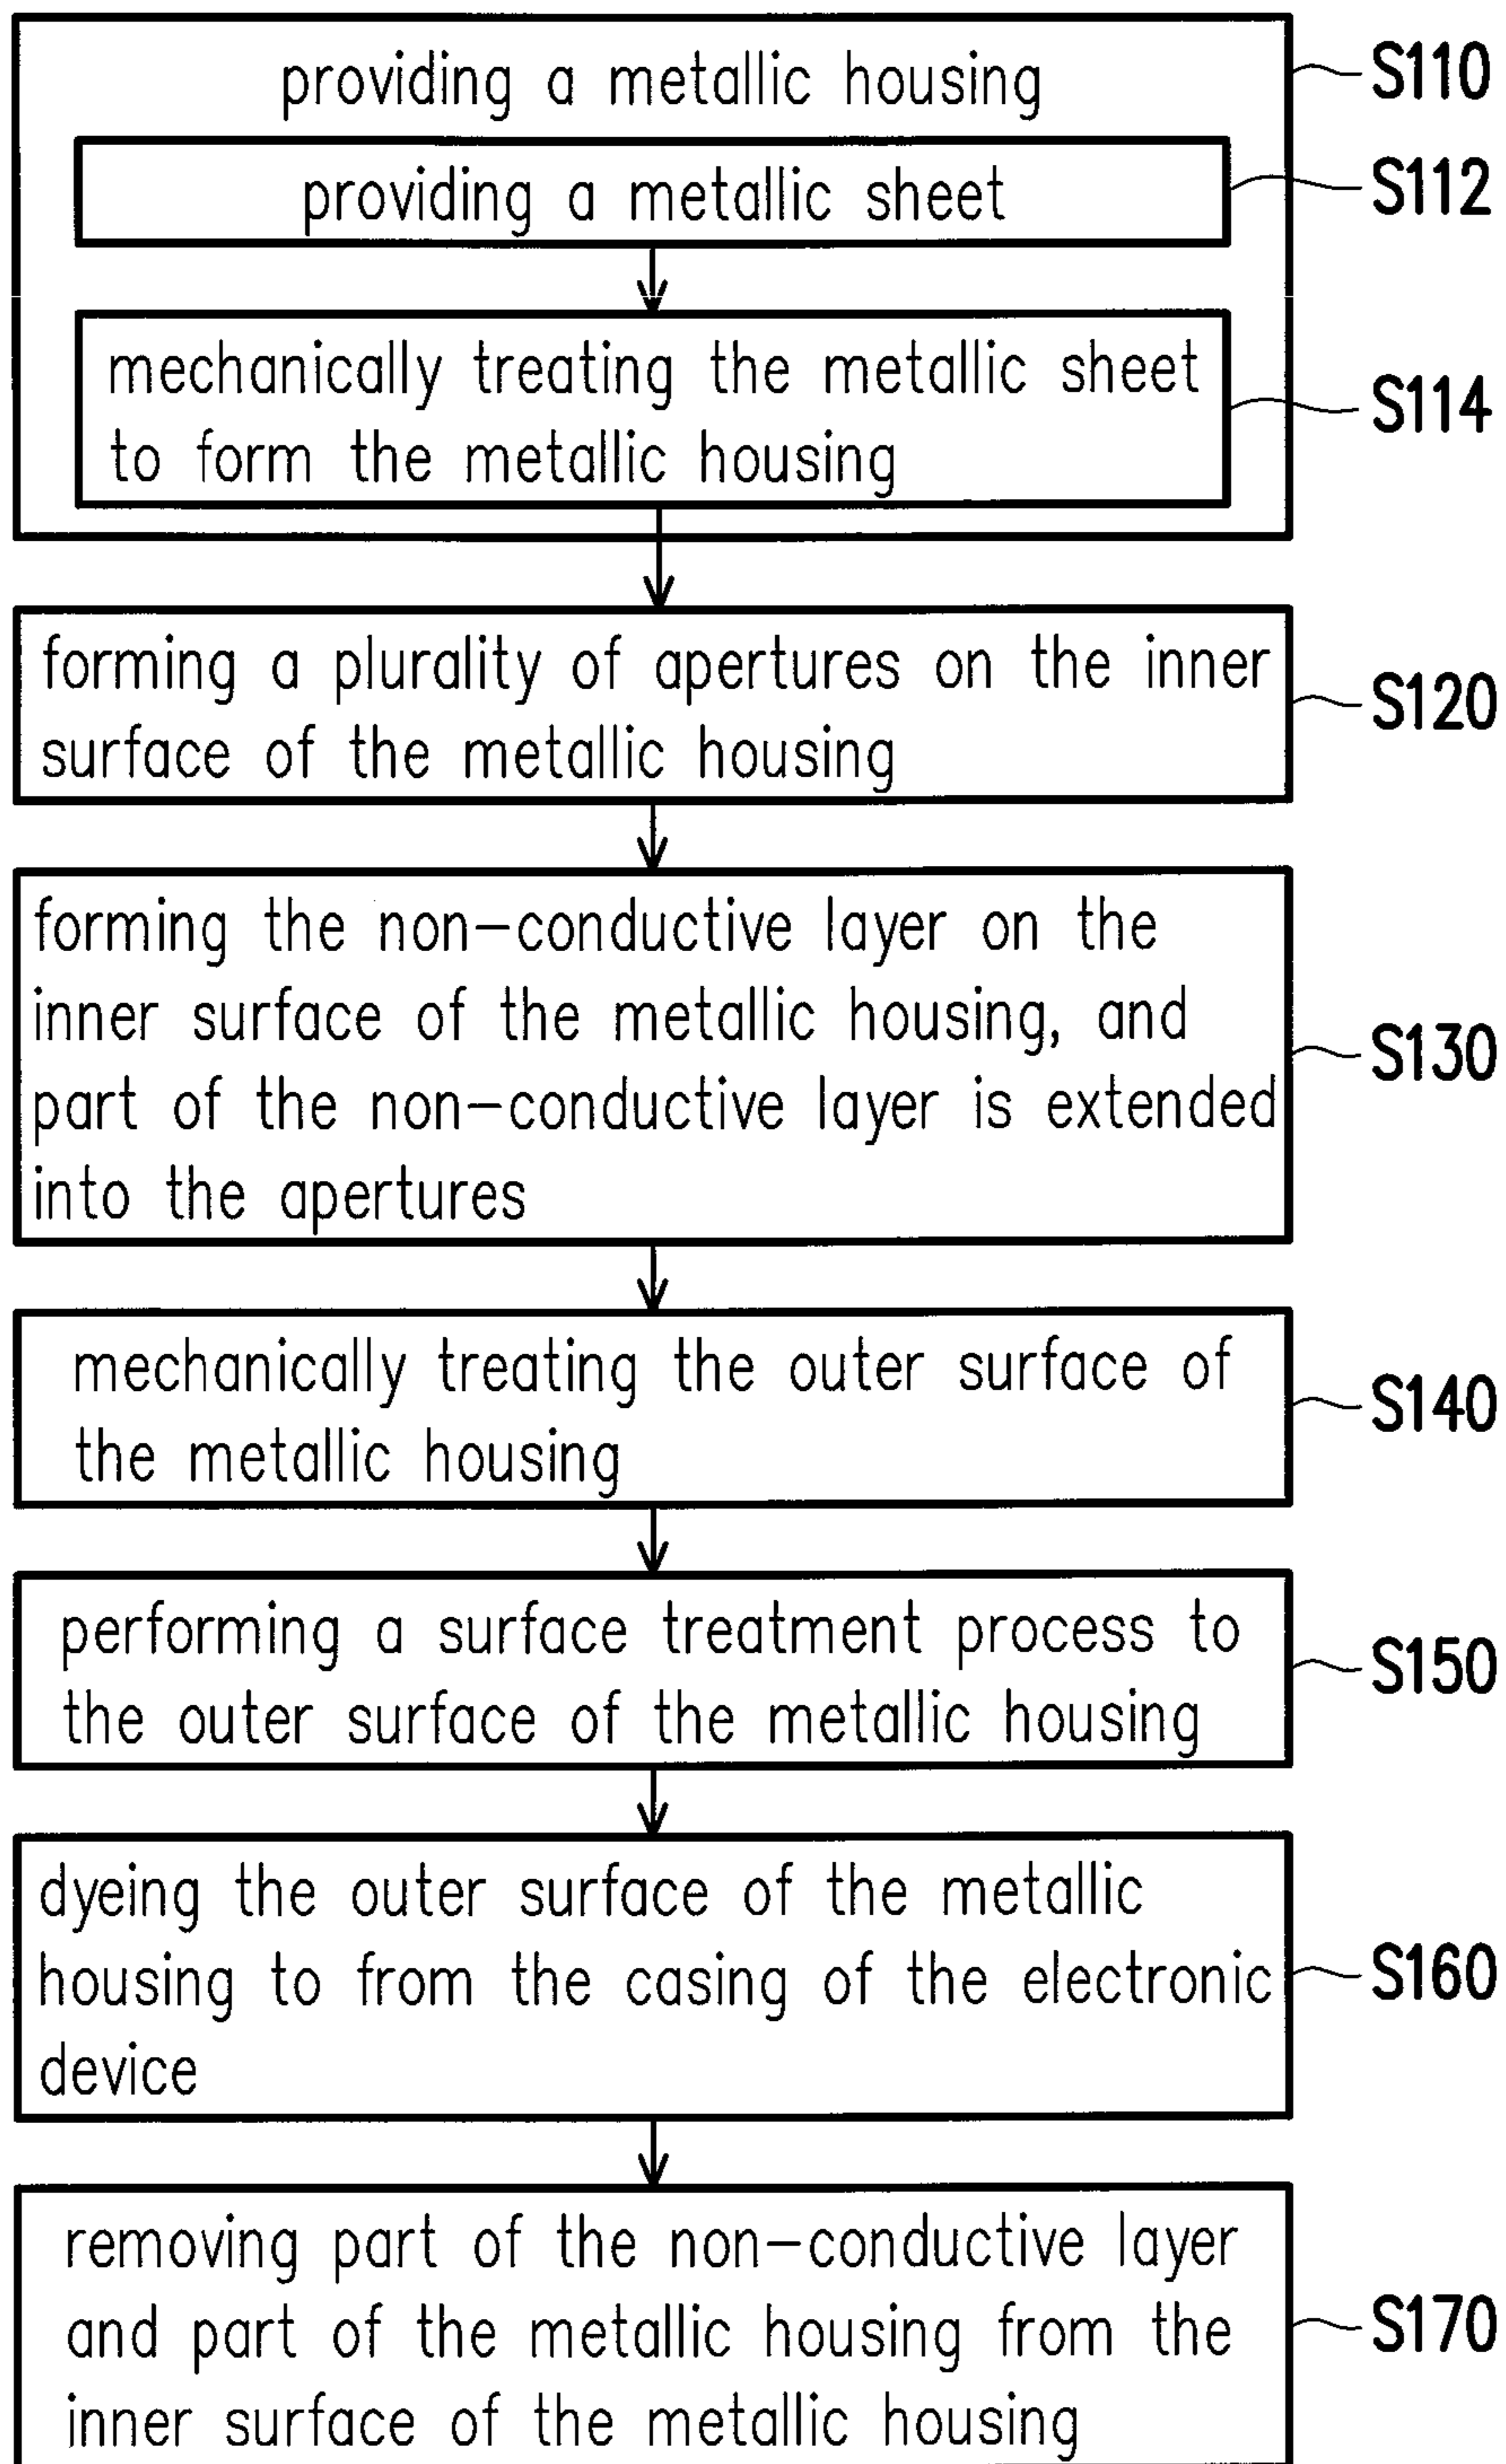 providing a metallic housing
S110
providing a metallic sheet
S112
mechanically treating the metallic sheet
to form the metallic housing
S114
forming a plurality of apertures on the inner
surface of the metallic housing
S120
forming the non-conductive layer on the
inner surface of the metallic housing, and
part of the non-conductive layer is extended
into the apertures
S130
mechanically treating the outer surface of
the metallic housing
S140
performing a surface treatment process to
the outer surface of the metallic housing
S150
dyeing the outer surface of the metallic
housing to from the casing of the electronic
device
S160
removing part of the non-conductive layer
and part of the metallic housing from the
inner surface of the metallic housing
S170